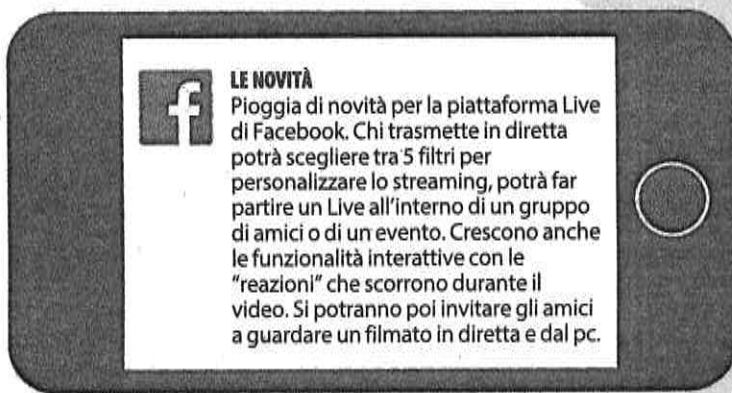 f
LE NOVITÀ
Pioggia di novità per la piattaforma Live
di Facebook. Chi trasmette in diretta
potrà scegliere tra 5 filtri per
personalizzare lo streaming, potrà far
partire un Live all'interno di un gruppo
di amici o di un evento. Crescono anche
le funzionalità interattive con le
"reazioni" che scorrono durante il
video. Si potranno poi invitare gli amici
a guardare un filmato in diretta e dal pc.